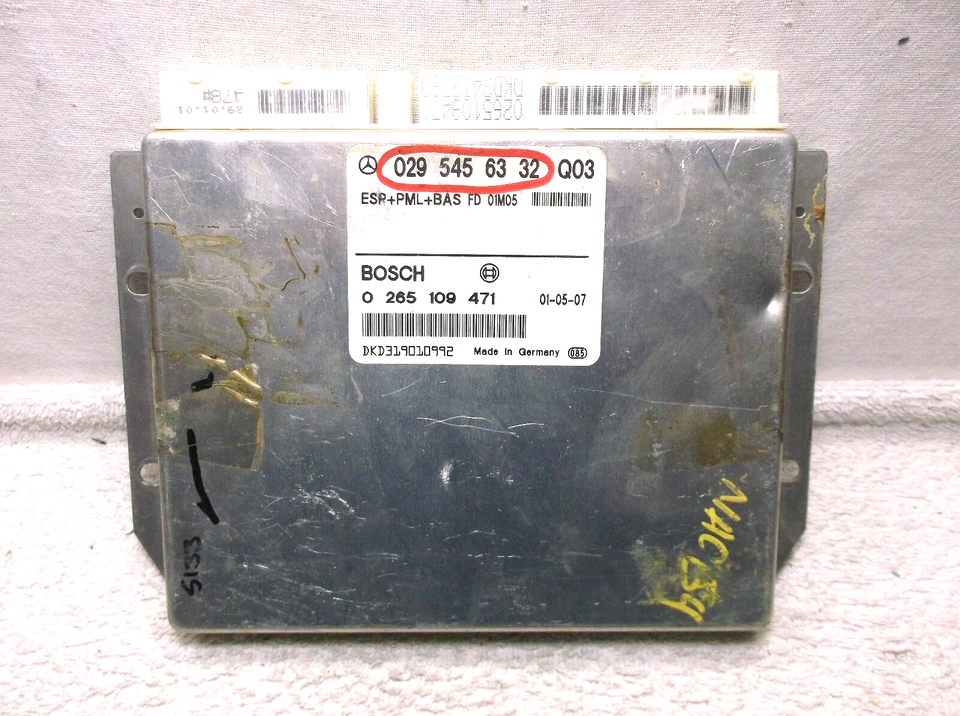 478#
29.01.01
029 545 63 32 Q03
ESP+PML+BAS FD 01M05
BOSCH
0 265 109 471 01-05-07
DKD319010992 Made in Germany 085
5133